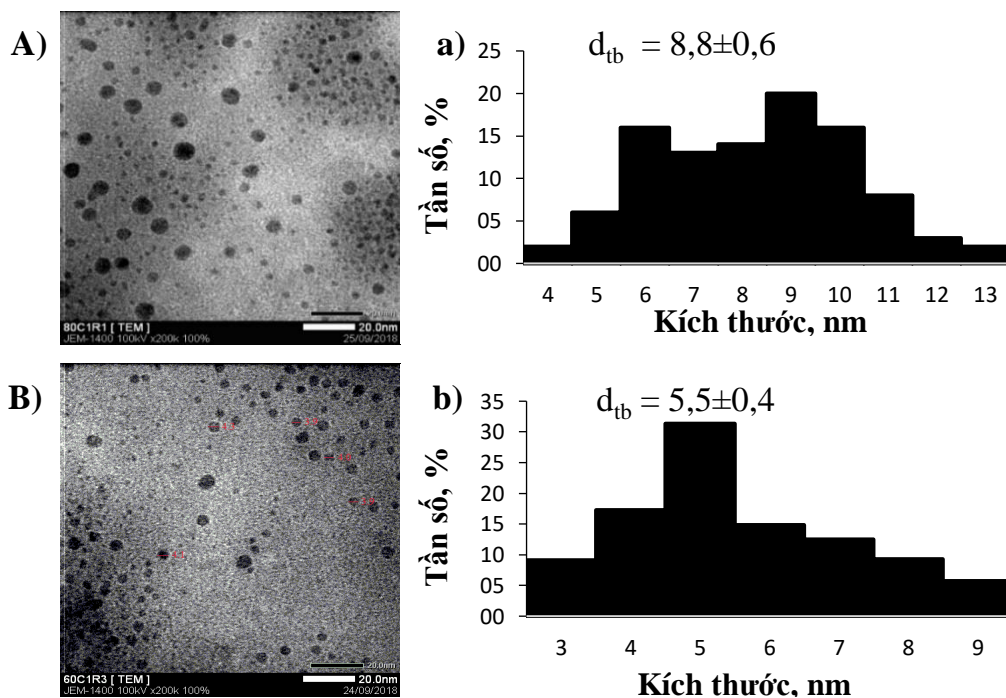 A)
80C1R1 [ TEM ]
20.0nm
JEM-1400 100kV x200k 100%
25/09/2018
a)
d_tb = 8,8±0,6
Tần số, %
25
20
15
10
05
00
4 5 6 7 8 9 10 11 12 13
Kích thước, nm
B)
20.0nm
60C1R3 [ TEM ]
20.0nm
JEM-1400 100kV x200k 100%
24/09/2018
b)
d_tb = 5,5±0,4
Tần số, %
35
30
25
20
15
10
05
00
3 4 5 6 7 8 9
Kích thước, nm